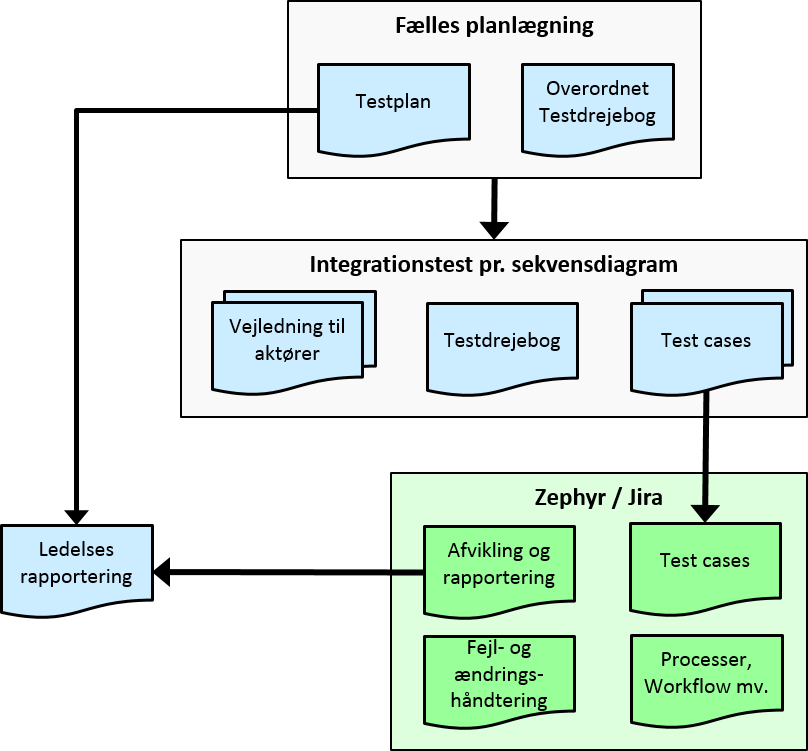 Fælles planlægning
Testplan
Overordnet
Testdrejebog
Integrationstest pr. sekvensdiagram
Vejledning til
aktører
Testdrejebog
Test cases
Zephyr / Jira
Ledelses
rapportering
Afvikling og
rapportering
Test cases
Fejl- og
ændrings-
håndtering
Processer,
Workflow mv.